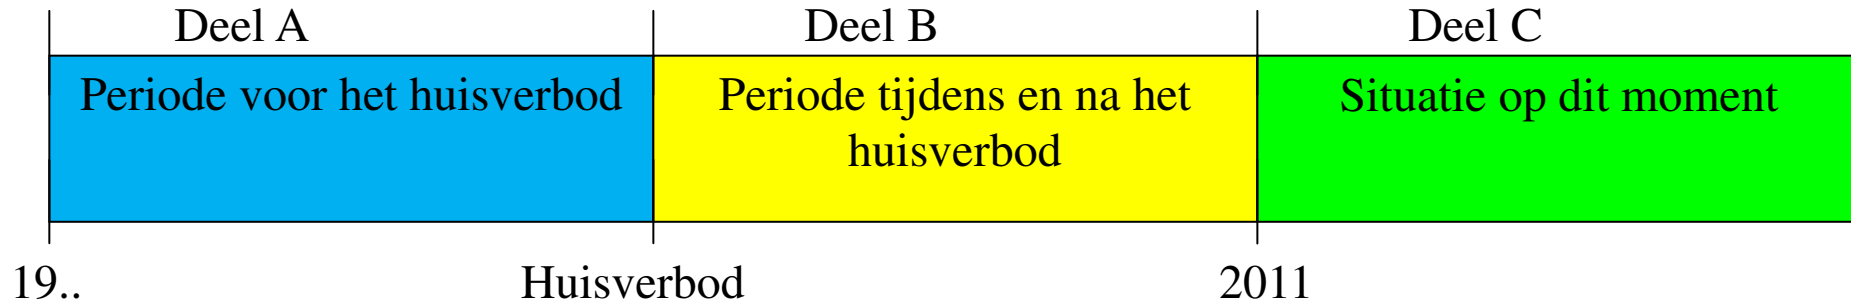 Deel A Deel B Deel C
Periode voor het huisverbod Periode tijdens en na het Situatie op dit moment
huisverbod
19.. Huisverbod 2011